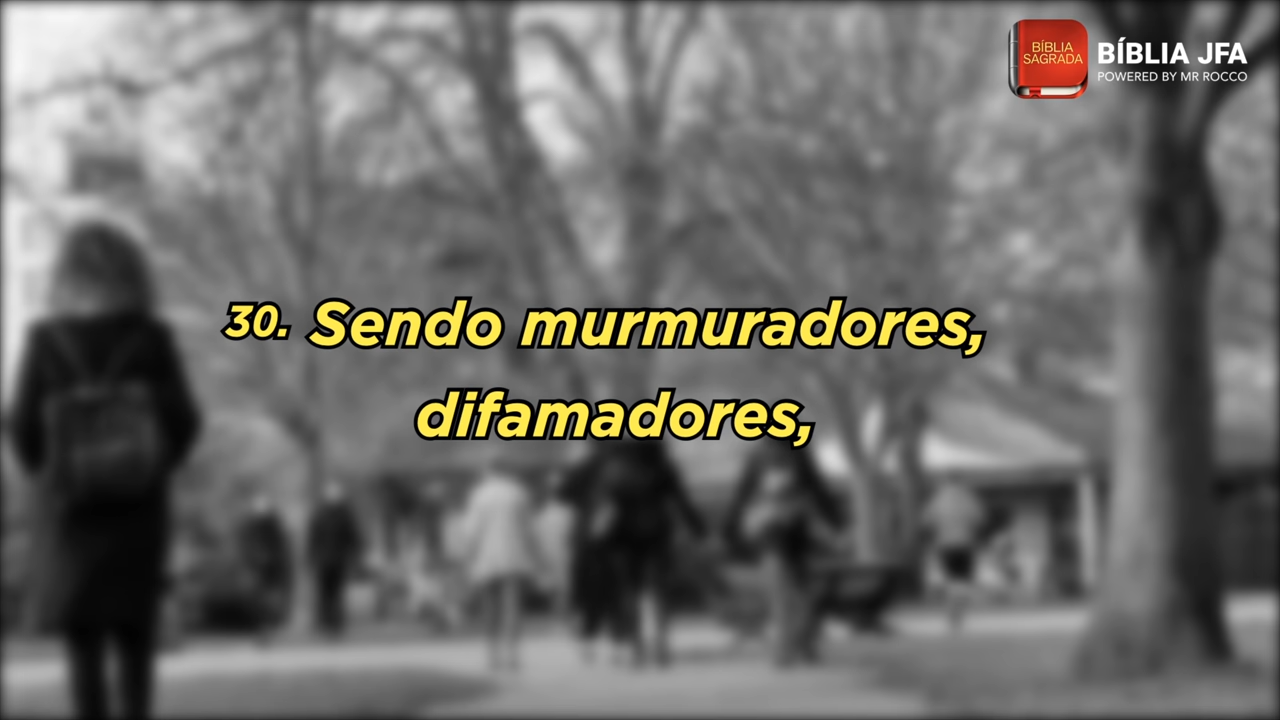 BÍBLIA
SAGRADA
BÍBLIA JFA
POWERED BY MR ROCCO
30. Sendo murmuradores,
difamadores,